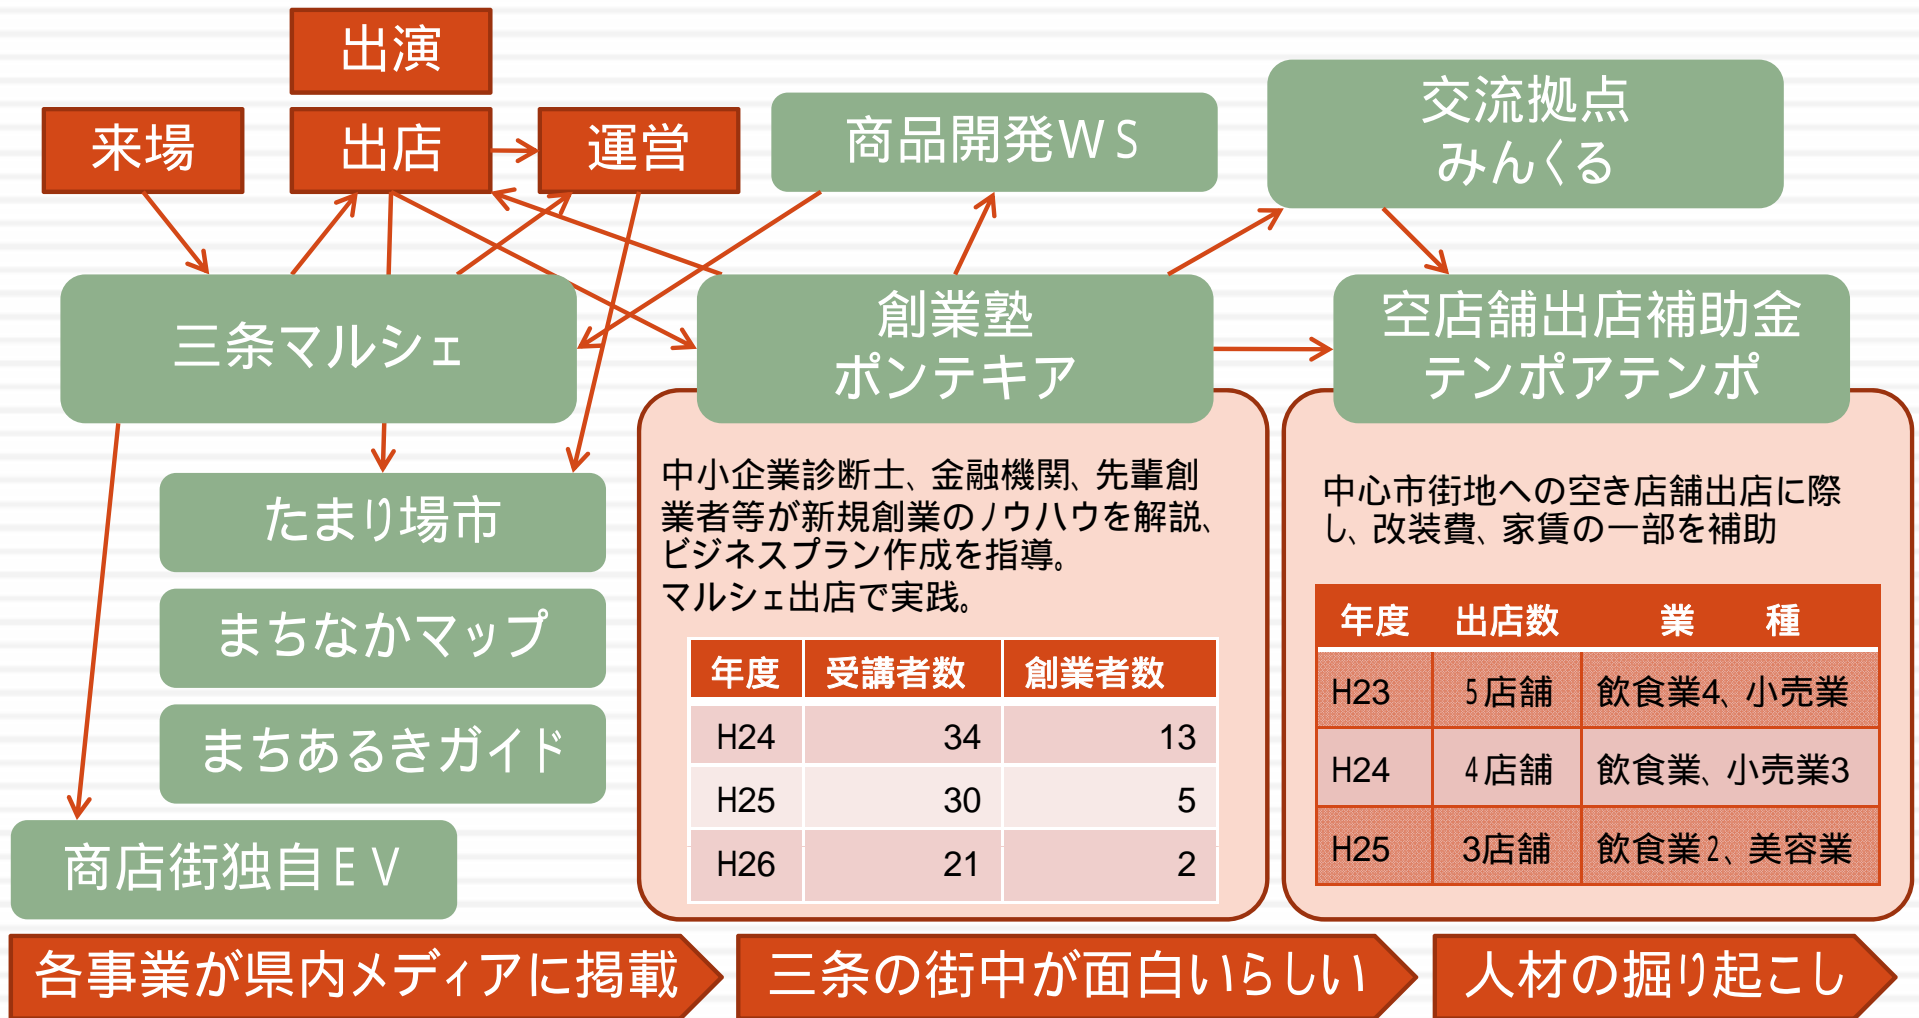 出演
来場
出店
運営
商品開発WS
交流拠点
みんくる
三条マルシェ
創業塾
ポンテキア
空店舗出店補助金
テンポアテンポ
たまり場市
まちなかマップ
まちあるきガイド
商店街独自EV
中小企業診断士、金融機関、先輩創
業者等が新規創業のノウハウを解説、
ビジネスプラン作成を指導。
マルシェ出店で実践。
年度 受講者数 創業者数
H24 34 13
H25 30 5
H26 21 2
中心市街地への空き店舗出店に際
し、改装費、家賃の一部を補助
年度 出店数 業 種
H23 5店舗 飲食業4、小売業
H24 4店舗 飲食業、小売業3
H25 3店舗 飲食業2、美容業
各事業が県内メディアに掲載
三条の街中が面白いらしい
人材の掘り起こし